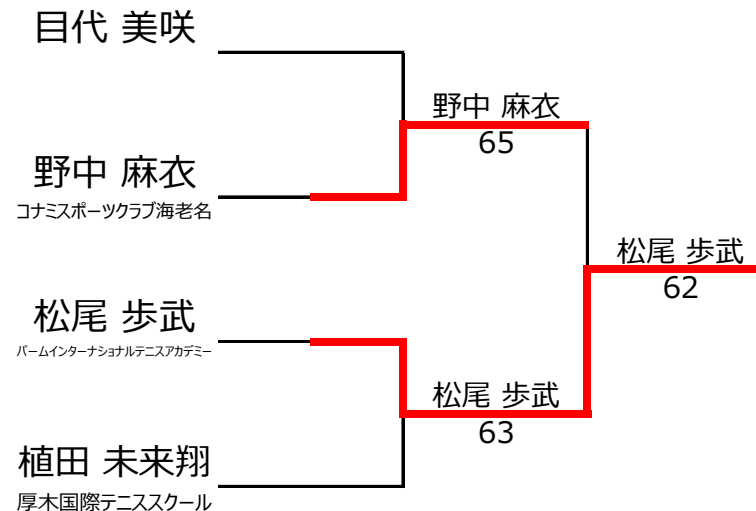 目代 美咲
野中 麻衣
65
野中 麻衣
コナミスポーツクラブ海老名
松尾 歩武
62
松尾 歩武
パームインターナショナルテニスアカデミー
松尾 歩武
63
植田 未来翔
厚木国際テニススクール